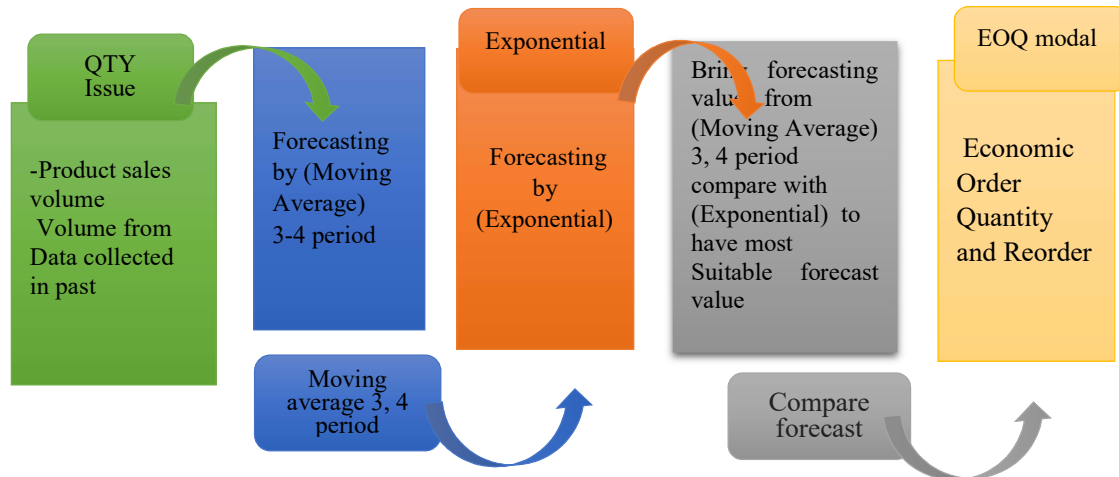 QTY
Issue
-Product sales
volume
Volume from
Data collected
in past
Forecasting
by (Moving
Average)
3-4 period
Moving
average 3, 4
period
Exponential
Forecasting
by
(Exponential)
Bring forecasting
value from
(Moving Average)
3, 4 period
compare with
(Exponential) to
have most
Suitable forecast
value
Compare
forecast
EOQ modal
Economic
Order
Quantity
and Reorder